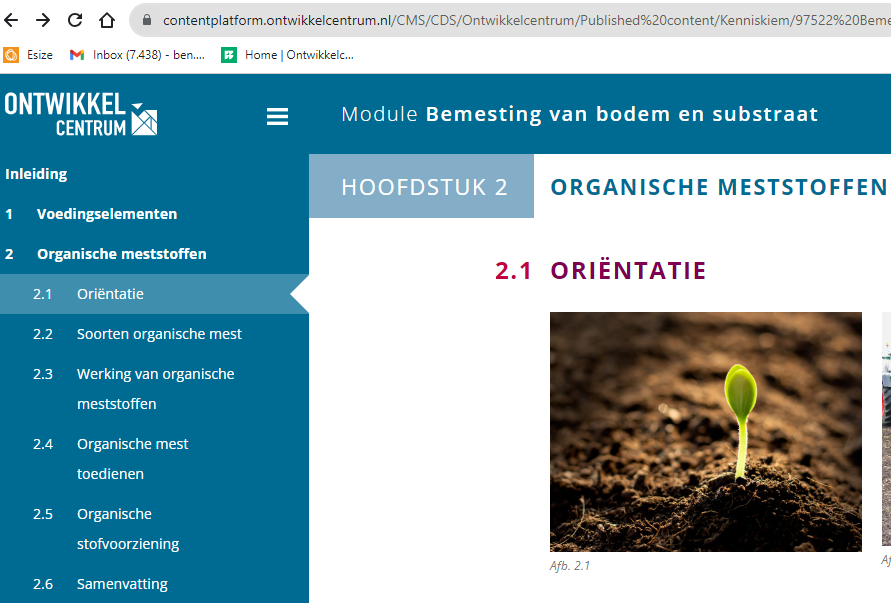 contentplatform.ontwikkelcentrum.nl/CMS/CDS/Ontwikkelcentrum/Published%20content/Kenniskiem/97522%20Beme
Esize Inbox (7.438) - ben.... Home | Ontwikkelc...
ONTWIKKEL
CENTRUM
Module Bemesting van bodem en substraat
Inleiding
1 Voedingselementen
2 Organische meststoffen
2.1 Oriëntatie
2.2 Soorten organische mest
2.3 Werking van organische
meststoffen
2.4 Organische mest
toedienen
2.5 Organische
stofvoorziening
2.6 Samenvatting
HOOFDSTUK 2 ORGANISCHE MESTSTOFFEN
2.1 ORIËNTATIE
Afb. 2.1
Af